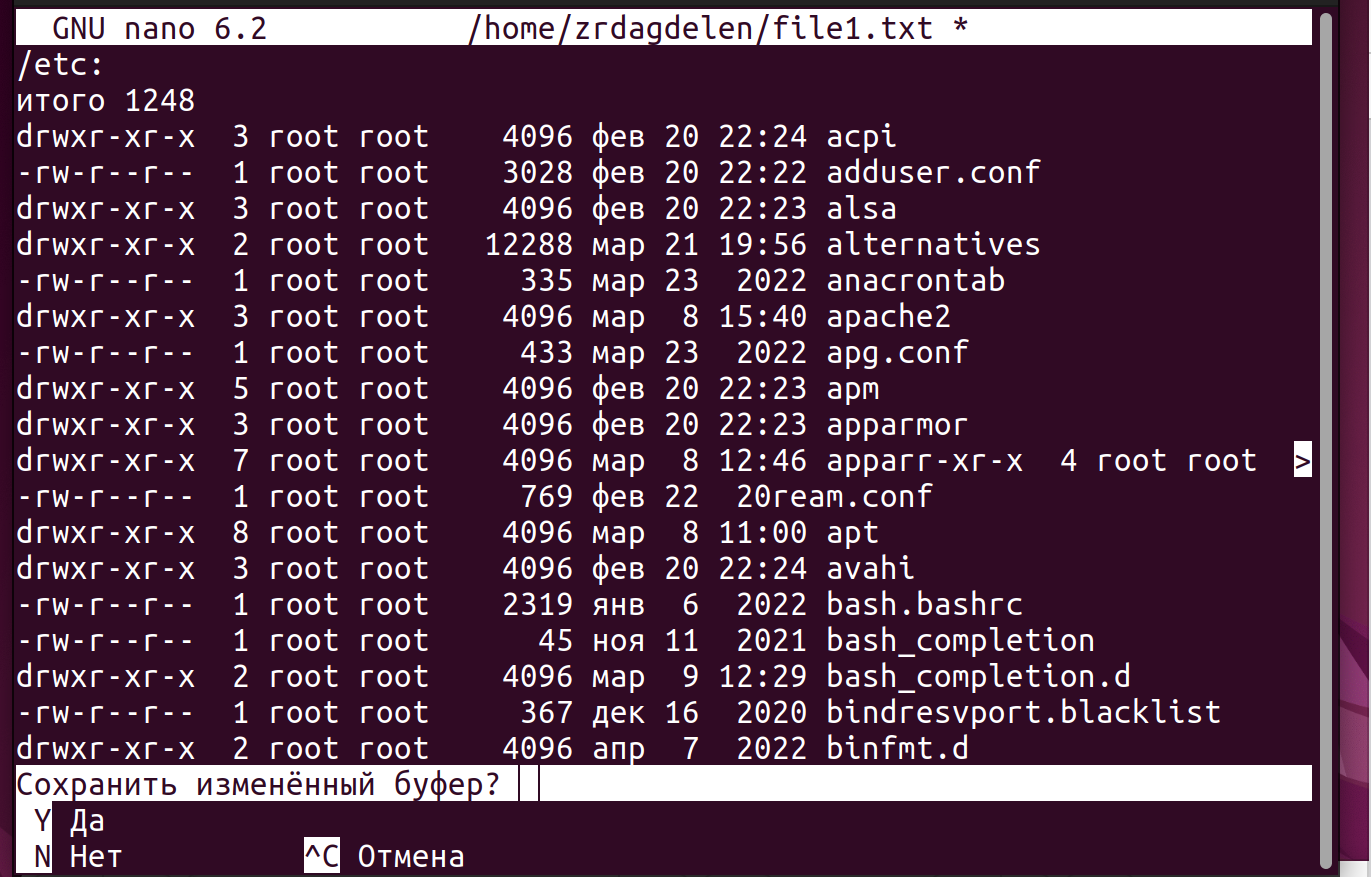 GNU nano 6.2 /home/zrdagdelen/file1.txt *
/etc:
итого 1248
drwxr-xr-x 3 root root 4096 фев 20 22:24 acpi
-rw-r--r-- 1 root root 3028 фев 20 22:22 adduser.conf
drwxr-xr-x 3 root root 4096 фев 20 22:23 alsa
drwxr-xr-x 2 root root 12288 мар 21 19:56 alternatives
-rw-r--r-- 1 root root 335 мар 23 2022 anacrontab
drwxr-xr-x 3 root root 4096 мар 8 15:40 apache2
-rw-r--r-- 1 root root 433 мар 23 2022 apg.conf
drwxr-xr-x 5 root root 4096 фев 20 22:23 apm
drwxr-xr-x 3 root root 4096 фев 20 22:23 apparmor
drwxr-xr-x 7 root root 4096 мар 8 12:46 apparr-xr-x 4 root root >
-rw-r--r-- 1 root root 769 фев 22 20ream.conf
drwxr-xr-x 8 root root 4096 мар 8 11:00 apt
drwxr-xr-x 3 root root 4096 фев 20 22:24 avahi
-rw-r--r-- 1 root root 2319 янв 6 2022 bash.bashrc
-rw-r--r-- 1 root root 45 ноя 11 2021 bash_completion
drwxr-xr-x 2 root root 4096 мар 9 12:29 bash_completion.d
-rw-r--r-- 1 root root 367 дек 16 2020 bindresvport.blacklist
drwxr-xr-x 2 root root 4096 апр 7 2022 binfmt.d
Сохранить изменённый буфер?
Y Да
N Нет ^C Отмена